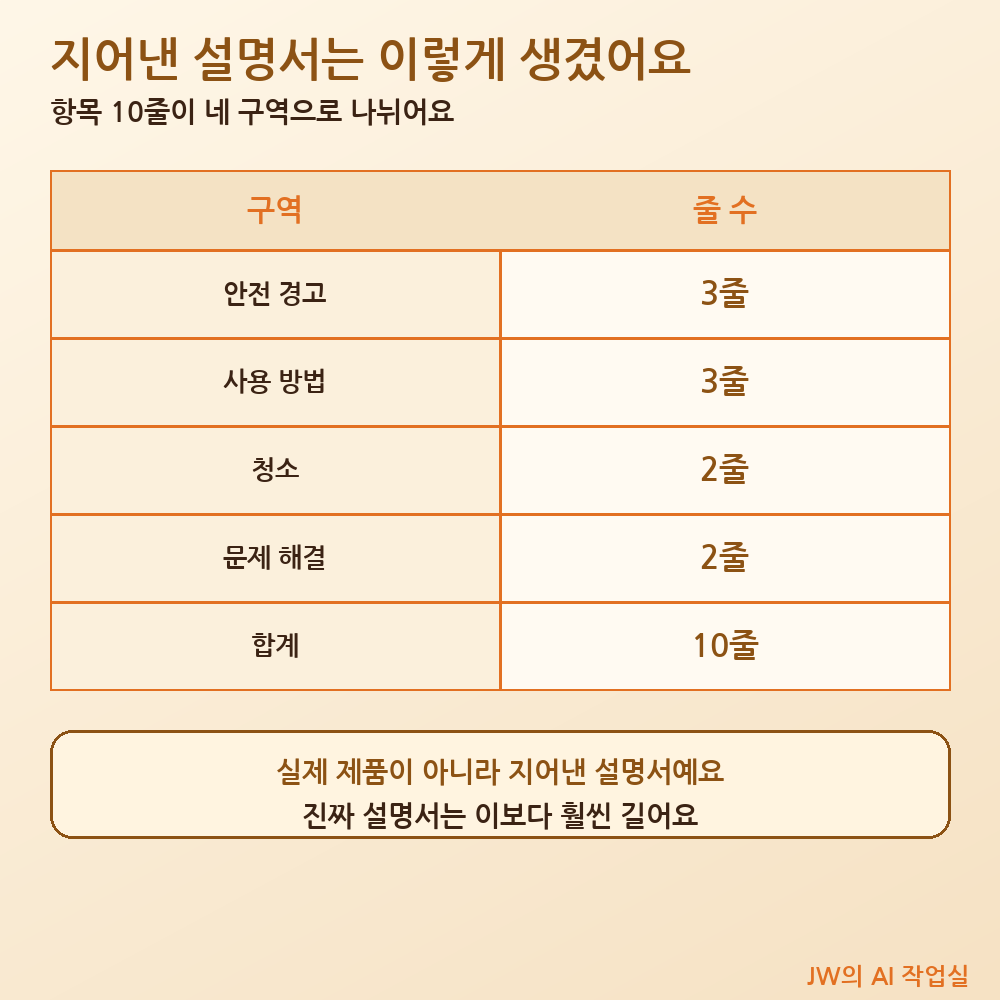 지어낸 설명서는 이렇게 생겼어요
항목 10줄이 네 구역으로 나뉘어요
구역 줄 수
안전 경고 3줄
사용 방법 3줄
청소 2줄
문제 해결 2줄
합계 10줄
실제 제품이 아니라 지어낸 설명서예요
진짜 설명서는 이보다 훨씬 길어요
JW의 AI 작업실